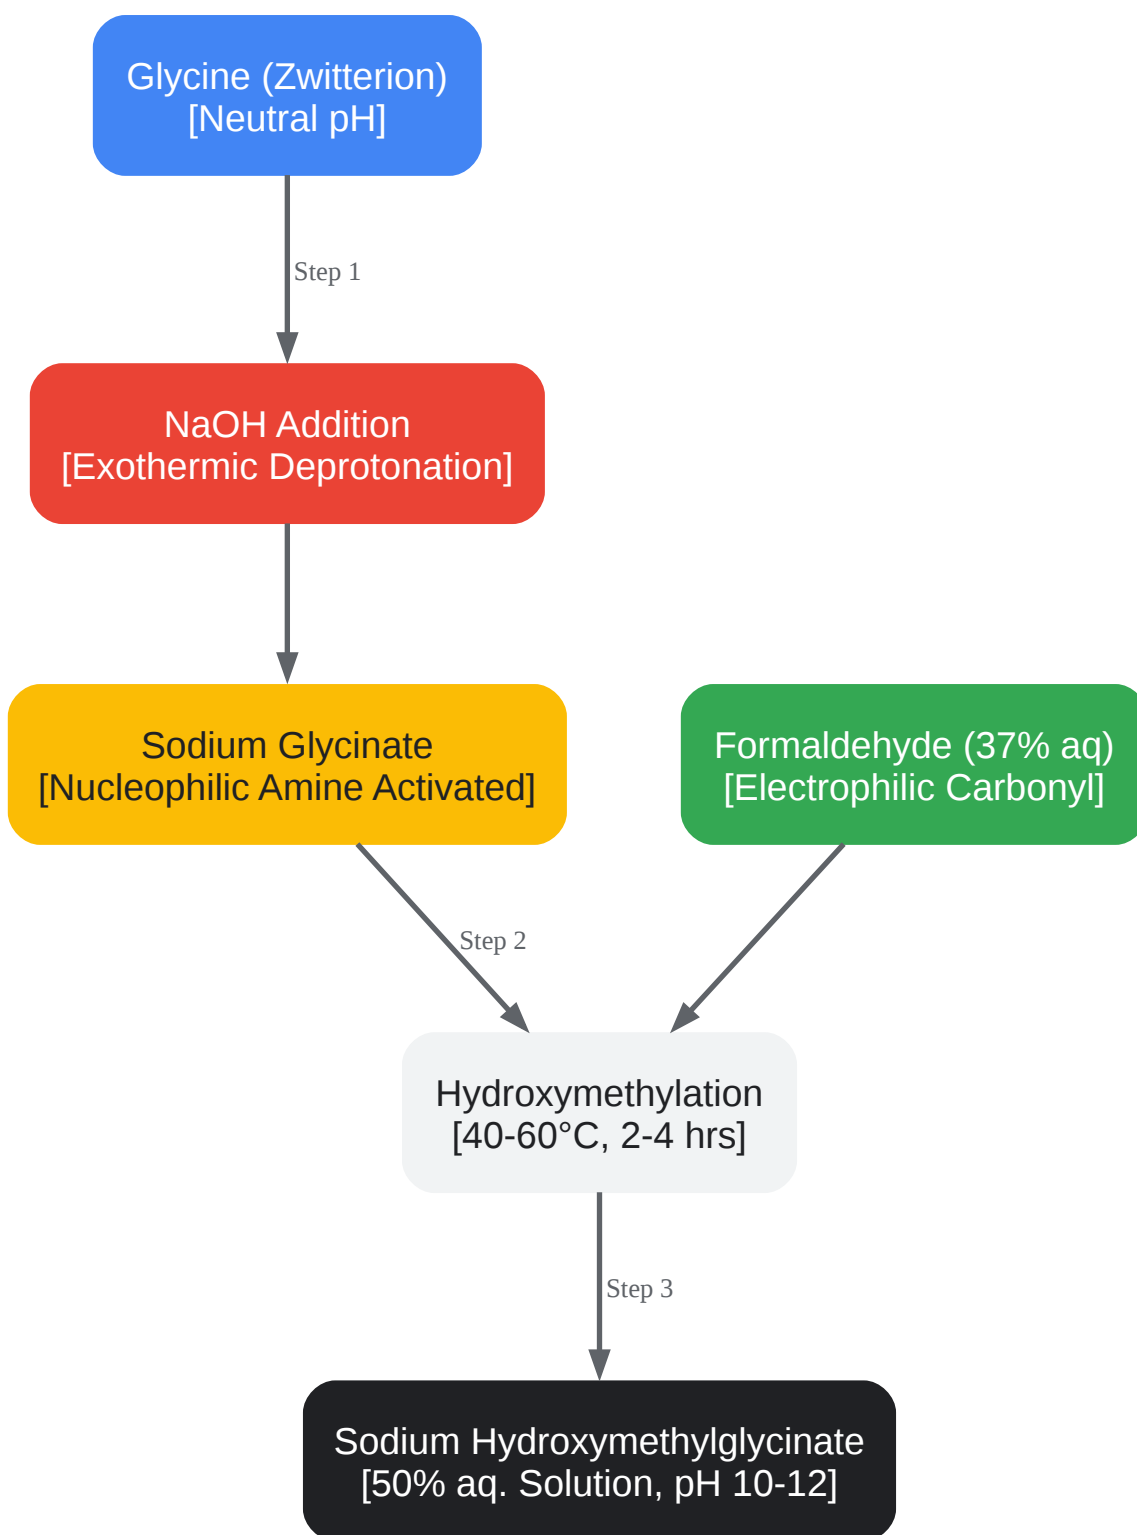 Glycine (Zwitterion)
[Neutral pH]
Step 1
NaOH Addition
[Exothermic Deprotonation]
Sodium Glycinate
[Nucleophilic Amine Activated]
Formaldehyde (37% aq)
[Electrophilic Carbonyl]
Step 2
Hydroxymethylation
[40-60°C, 2-4 hrs]
Step 3
Sodium Hydroxymethylglycinate
[50% aq. Solution, pH 10-12]